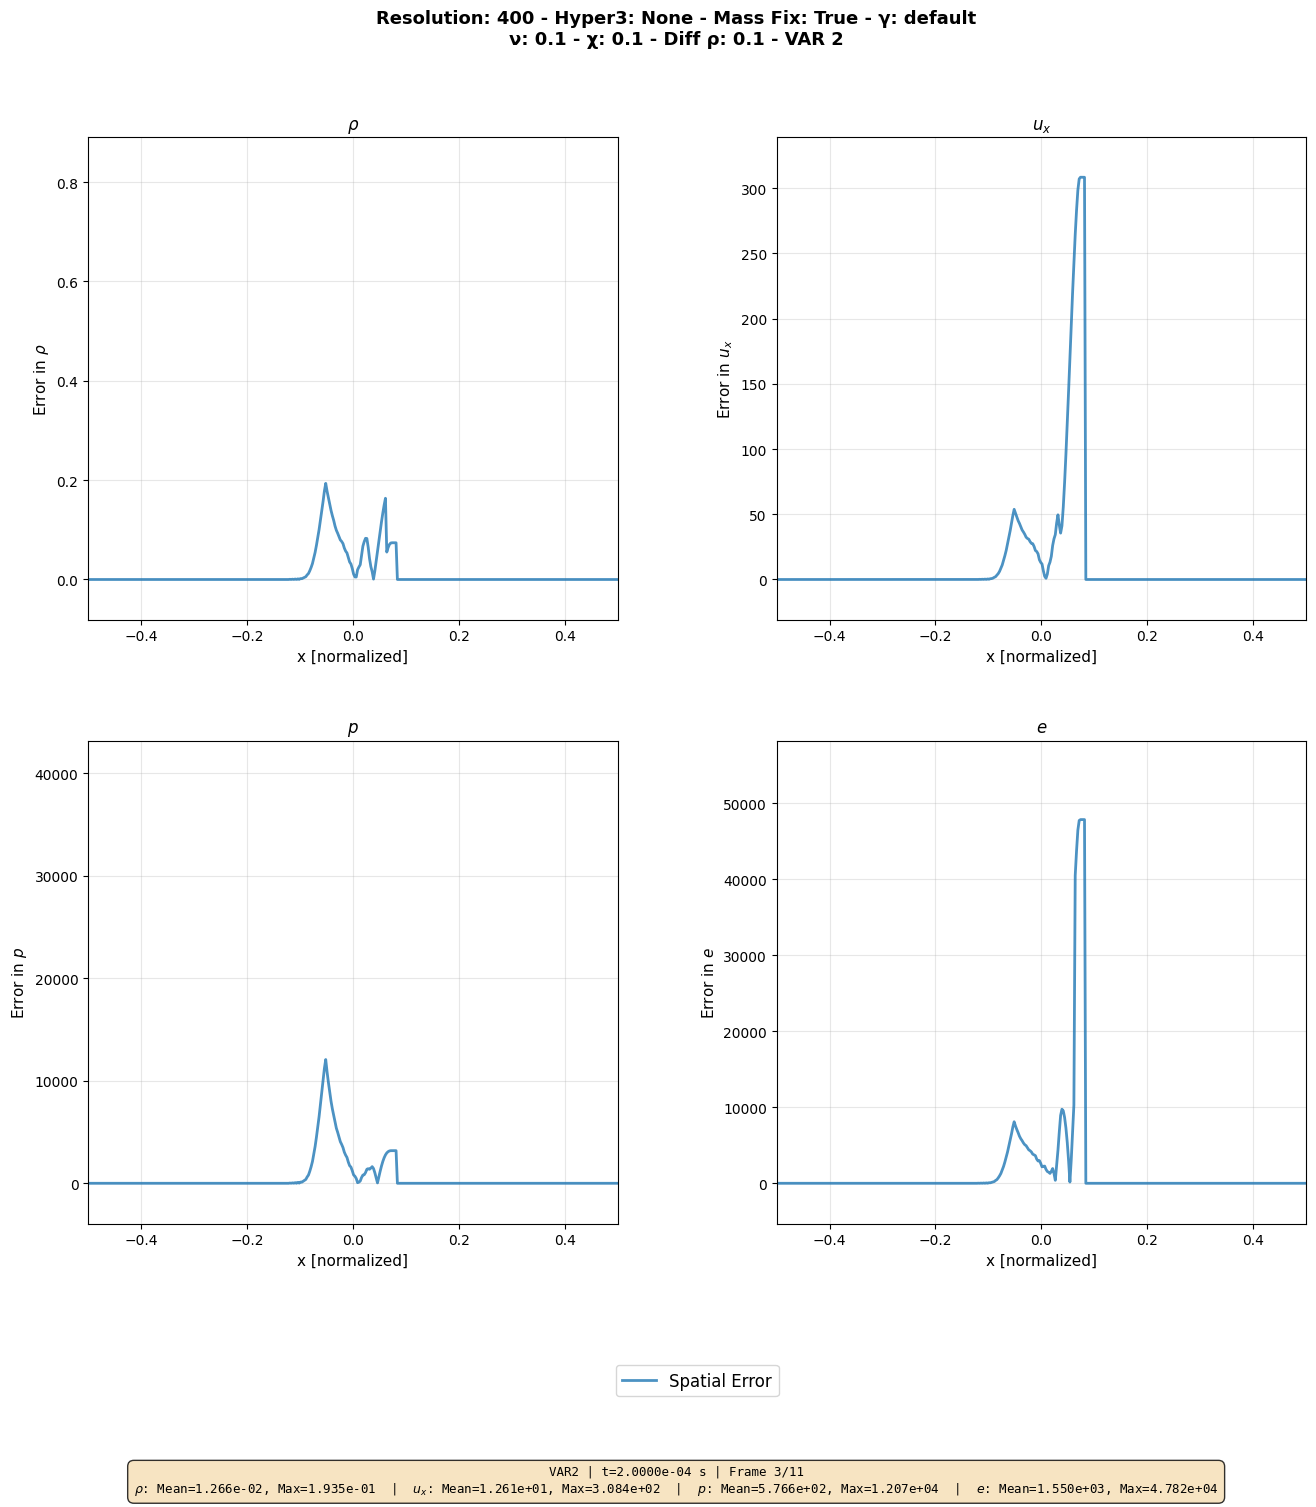 Resolution: 400 - Hyper3: None - Mass Fix: True - γ: default
ν: 0.1 - χ: 0.1 - Diff ρ: 0.1 - VAR 2
ρ
0.8
0.6
0.4
0.2
0.0
Error in ρ
−0.4 −0.2 0.0 0.2 0.4
x [normalized]
u_x
300
250
200
150
100
50
0
Error in u_x
−0.4 −0.2 0.0 0.2 0.4
x [normalized]
p
40000
30000
20000
10000
0
Error in p
−0.4 −0.2 0.0 0.2 0.4
x [normalized]
e
50000
40000
30000
20000
10000
0
Error in e
−0.4 −0.2 0.0 0.2 0.4
x [normalized]
Spatial Error
VAR2 | t=2.0000e-04 s | Frame 3/11
ρ: Mean=1.266e-02, Max=1.935e-01 | u_x: Mean=1.261e+01, Max=3.084e+02 | p: Mean=5.766e+02, Max=1.207e+04 | e: Mean=1.550e+03, Max=4.782e+04